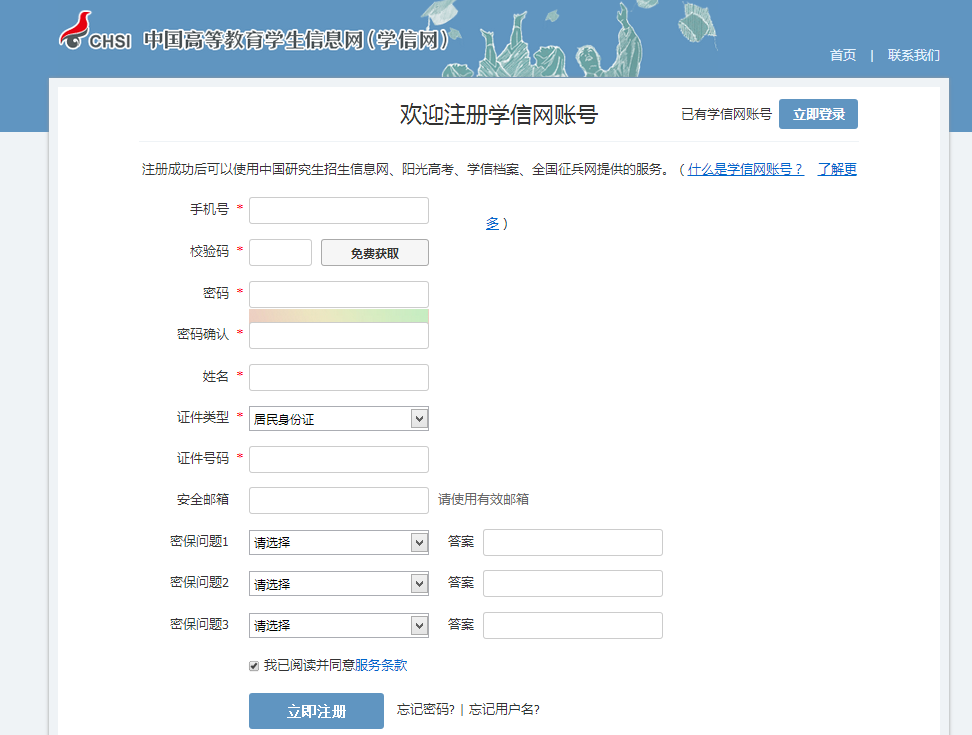 CHSI 中国高等教育学生信息网(学信网)
首页 | 联系我们
欢迎注册学信网账号
已有学信网账号 立即登录
注册成功后可以使用中国研究生招生信息网、阳光高考、学信档案、全国征兵网提供的服务。（什么是学信网账号？ 了解更
多）
手机号 *
校验码 * 免费获取
密码 *
密码确认 *
姓名 *
证件类型 * 居民身份证
证件号码 *
安全邮箱 请使用有效邮箱
密保问题1 请选择 答案
密保问题2 请选择 答案
密保问题3 请选择 答案
我已阅读并同意服务条款
立即注册 忘记密码? | 忘记用户名?